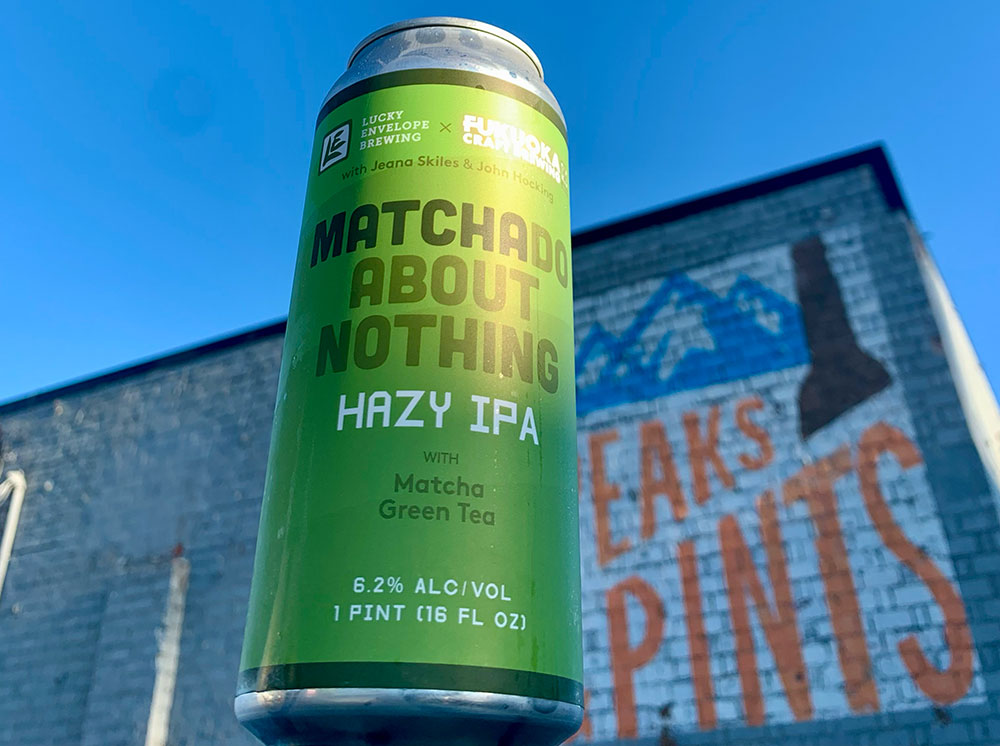 LE
LUCKY
ENVELOPE
BREWING
×
FUKUOKA
CRAFT BREWING
with Jeana Skiles & John Hocking
MATCHADO
ABOUT
NOTHING
HAZY IPA
WITH
Matcha
Green Tea
6.2% ALC/VOL
1 PINT (16 FL OZ)
EAKS
PINTS